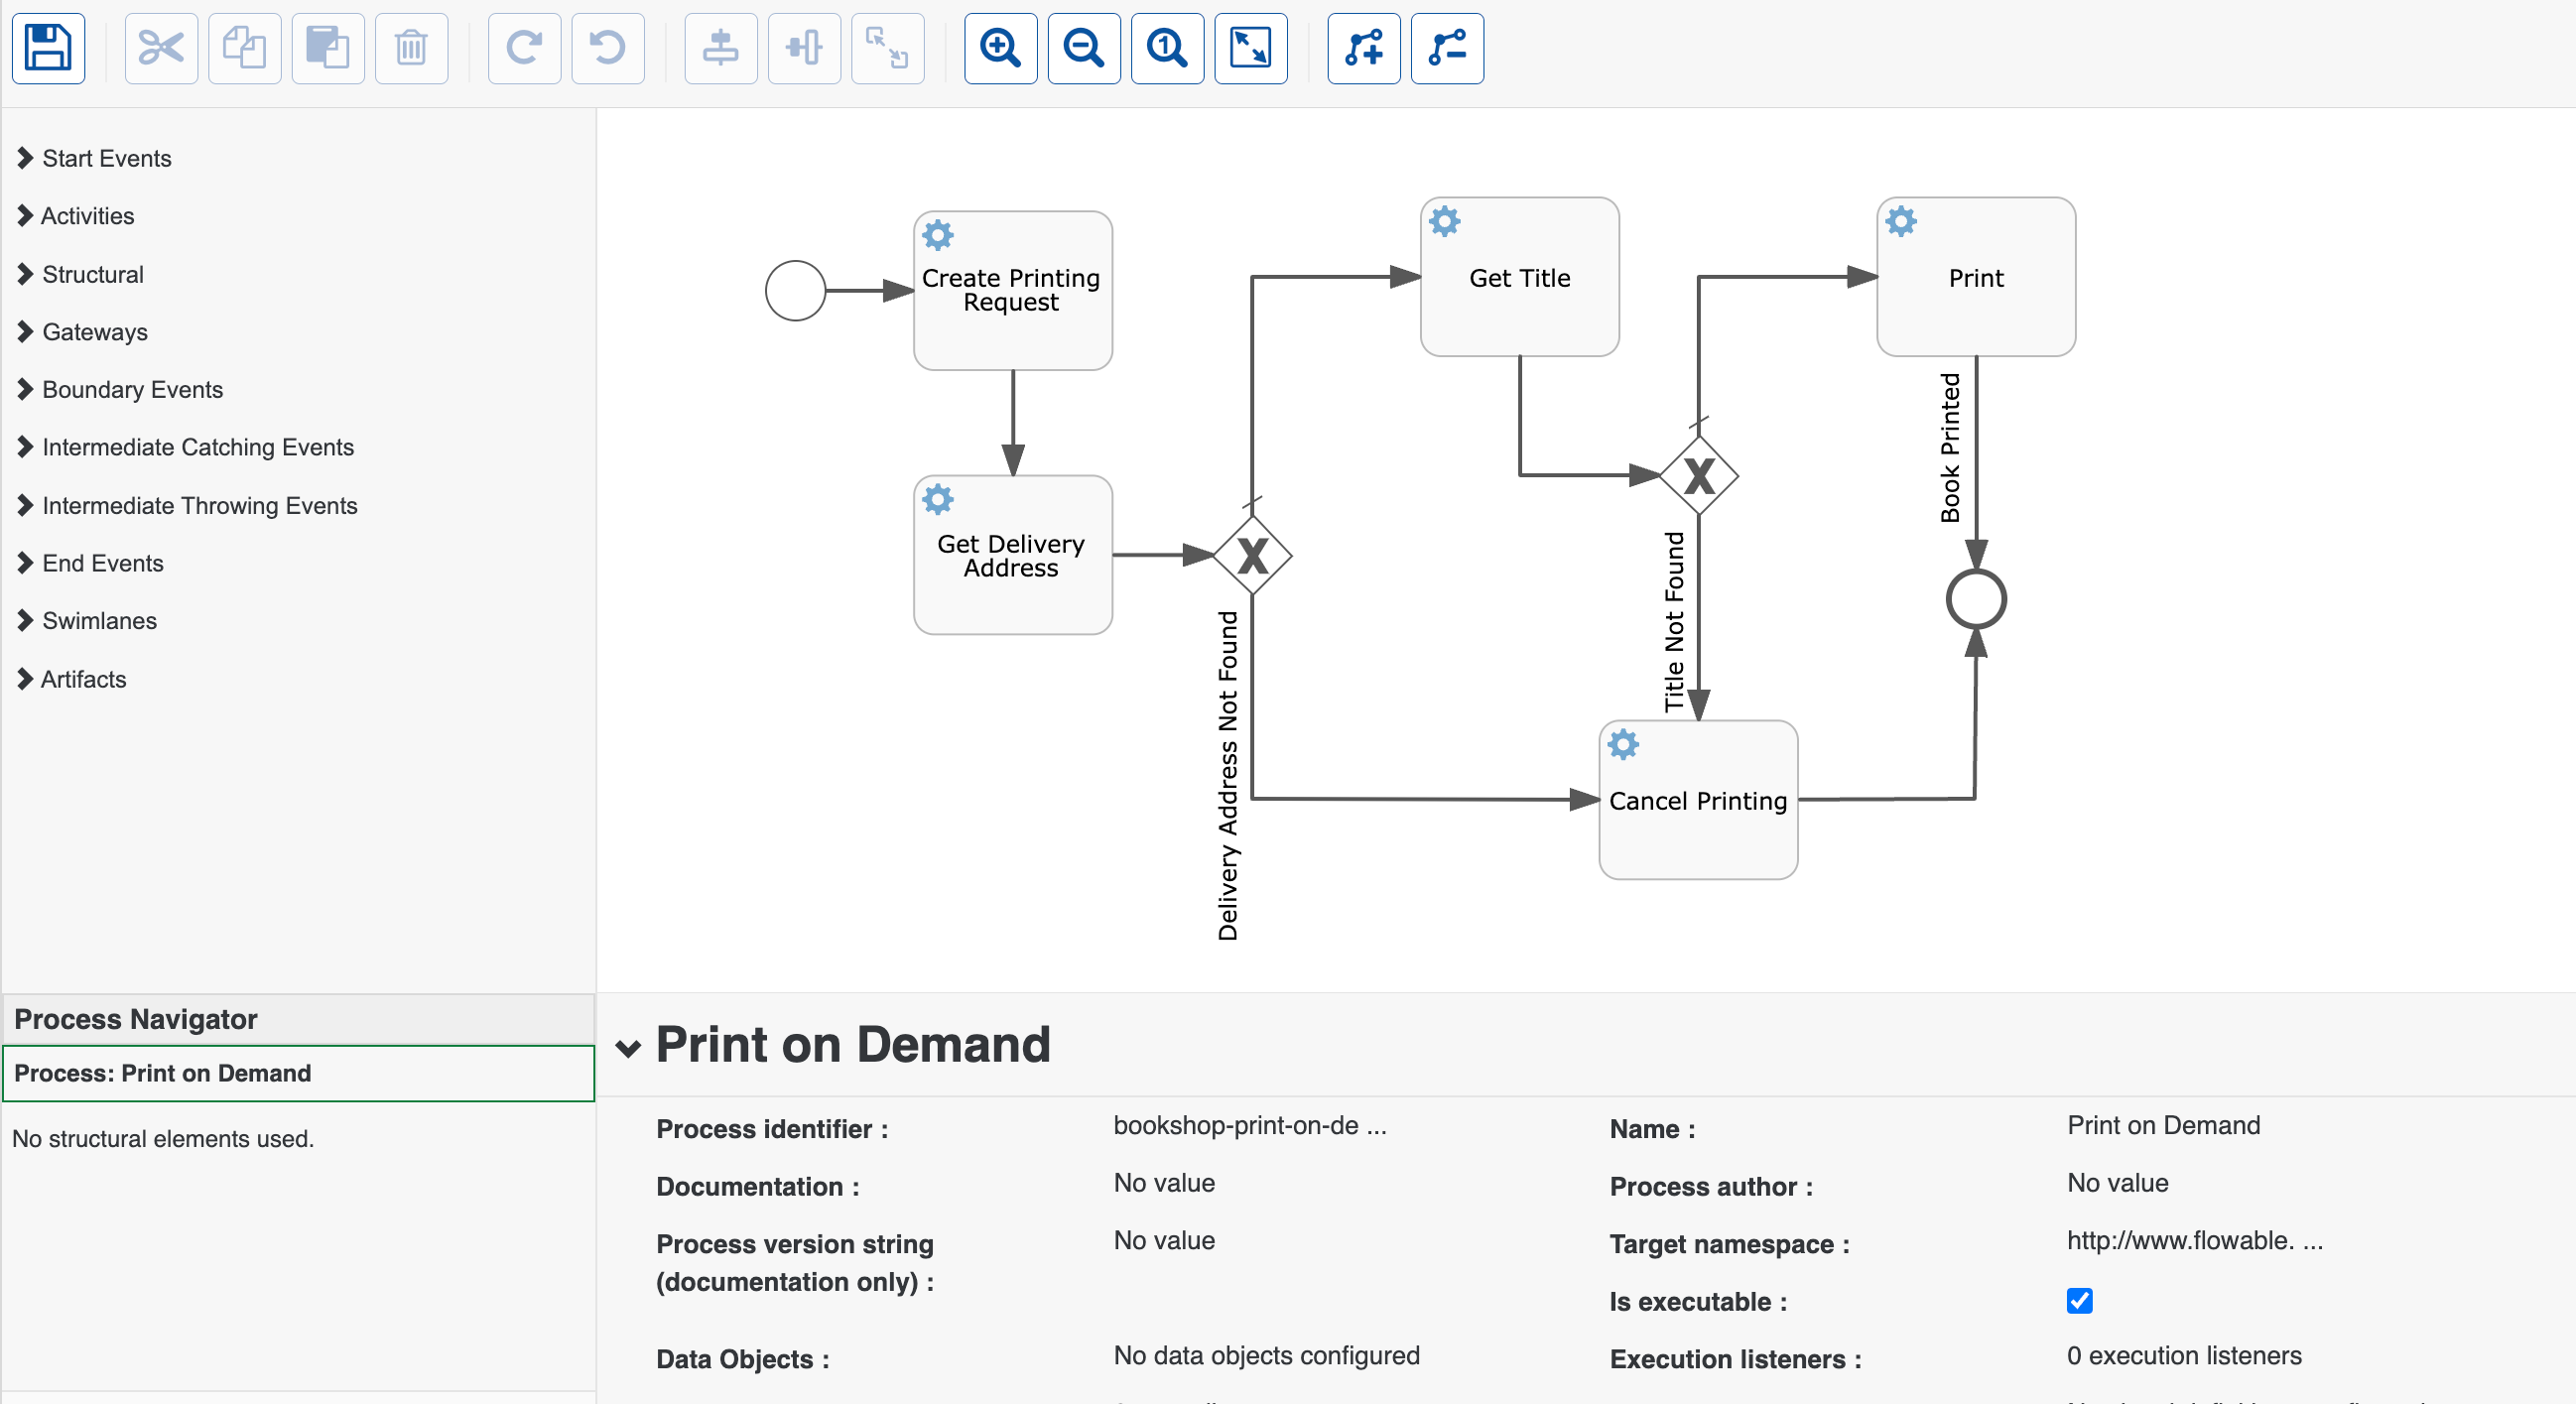 Start Events
Activities
Structural
Gateways
Boundary Events
Intermediate Catching Events
Intermediate Throwing Events
End Events
Swimlanes
Artifacts
Create Printing
Request
Get Title
Print
Get Delivery
Address
X
X
Book Printed
Title Not Found
Delivery Address Not Found
Cancel Printing
Process Navigator
Process: Print on Demand
No structural elements used.
Print on Demand
Process identifier :
bookshop-print-on-de ...
Name :
Print on Demand
Documentation :
No value
Process author :
No value
Process version string
(documentation only) :
No value
Target namespace :
http://www.flowable. ...
Is executable :
Data Objects :
No data objects configured
Execution listeners :
0 execution listeners